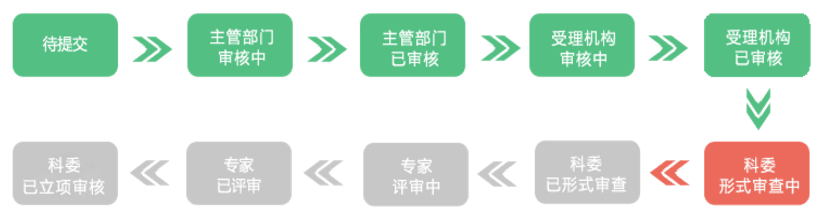 待提交
主管部门
审核中
主管部门
已审核
受理机构
审核中
受理机构
已审核
科委
形式审查中
科委
已形式审查
专家
评审中
专家
已评审
科委
已立项审核